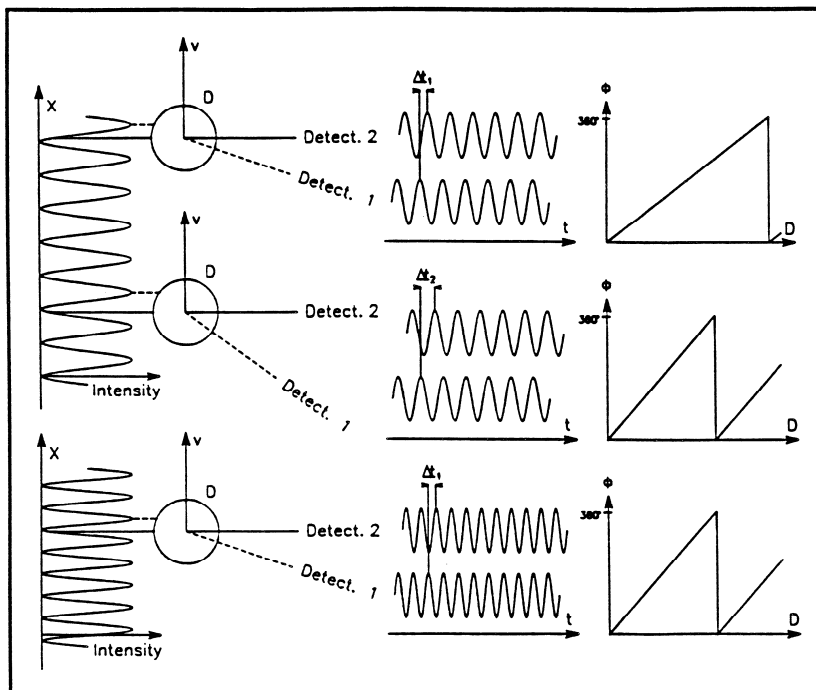 v
X
D
Detect. 2
Detect. 1
Δt₁
t
Φ
360°
D
v
D
Detect. 2
Detect. 1
Intensity
Δt₂
t
Φ
360°
D
v
X
D
Detect. 2
Detect. 1
Intensity
Δt₁
t
Φ
360°
D